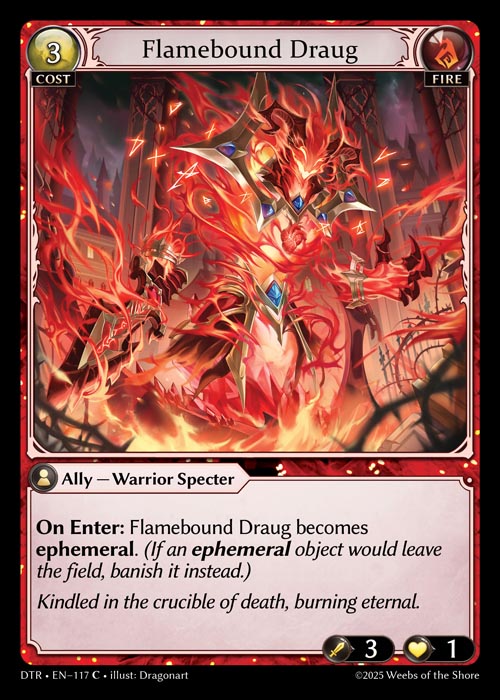 3
Flamebound Draug
COST
FIRE
Ally — Warrior Specter
On Enter: Flamebound Draug becomes
ephemeral. (If an ephemeral object would leave
the field, banish it instead.)
Kindled in the crucible of death, burning eternal.
3
1
DTR • EN–117 C • illust: Dragonart
©2025 Weebs of the Shore